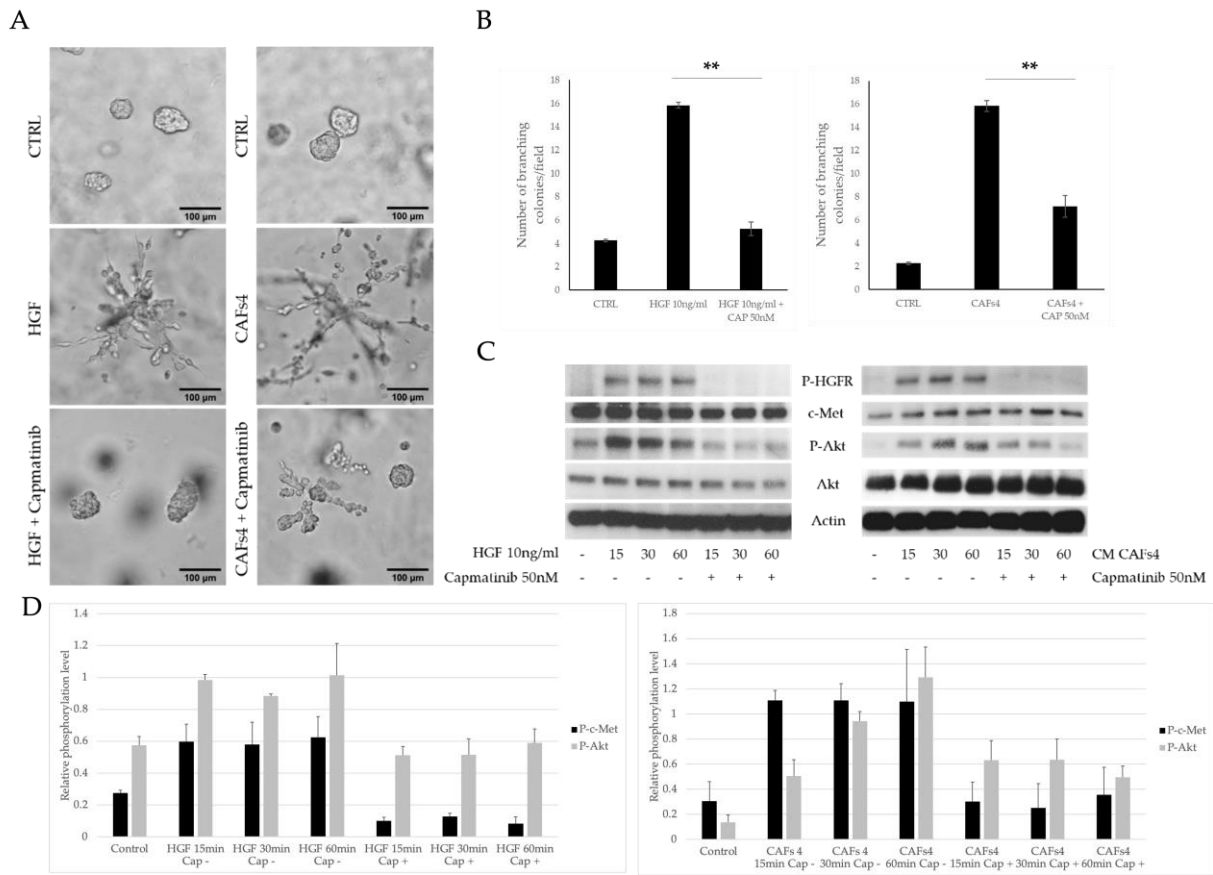 A
CTRL
CTRL
100 µm
100 µm
HGF
CAFs4
100 µm
100 µm
HGF + Capmatinib
CAFs4 + Capmatinib
100 µm
100 µm
B
**
Number of branching
colonies/field
18
16
14
12
10
8
6
4
2
0
CTRL
HGF 10ng/ml
HGF 10ng/ml +
CAP 50nM
**
Number of branching
colonies/field
18
16
14
12
10
8
6
4
2
0
CTRL
CAFs4
CAFs4 +
CAP 50nM
C
P-HGFR
c-Met
P-Akt
Akt
Actin
HGF 10ng/ml - 15 30 60 15 30 60
Capmatinib 50nM - - - - + + +
- 15 30 60 15 30 60 CM CAFs4
- - - - + + + Capmatinib 50nM
D
Relative phosphorylation level
1.4
1.2
1
0.8
0.6
0.4
0.2
0
Control
HGF 15min
Cap -
HGF 30min
Cap -
HGF 60min
Cap -
HGF 15min
Cap +
HGF 30min
Cap +
HGF 60min
Cap +
P-c-Met
P-Akt
Relative phosphorylation level
1.8
1.6
1.4
1.2
1
0.8
0.6
0.4
0.2
0
Control
CAFs 4
15min Cap -
CAFs 4
30min Cap -
CAFs4
60min Cap -
CAFs4
15min Cap +
CAFs4
30min Cap +
CAFs4
60min Cap +
P-c-Met
P-Akt